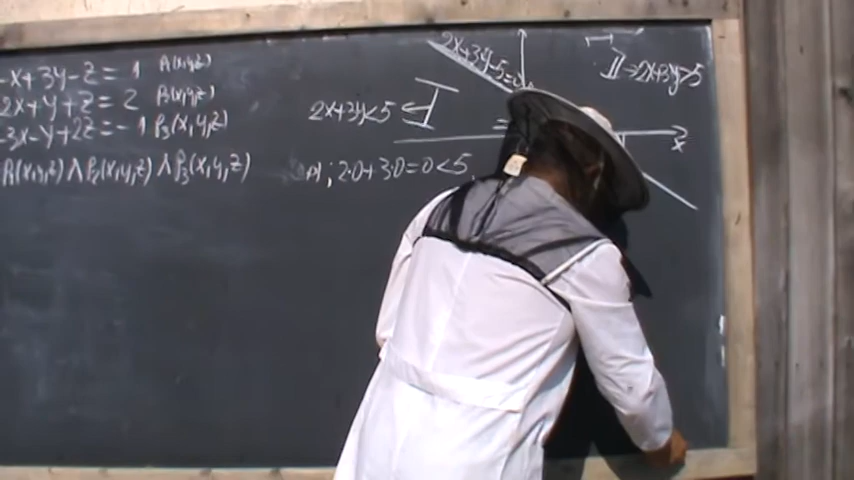 -x+3y-z=1 P₁(x,y,z)
2x+y+z=2 P₂(x,y,z)
-3x-y+2z=-1 P₃(x,y,z)
P₁(x,y,z) ∧ P₂(x,y,z) ∧ P₃(x,y,z)
2x+3y-5=0
II → 2x+3y>5
2x+3y<5 ← I
x
; 2·0+3·0=0<5